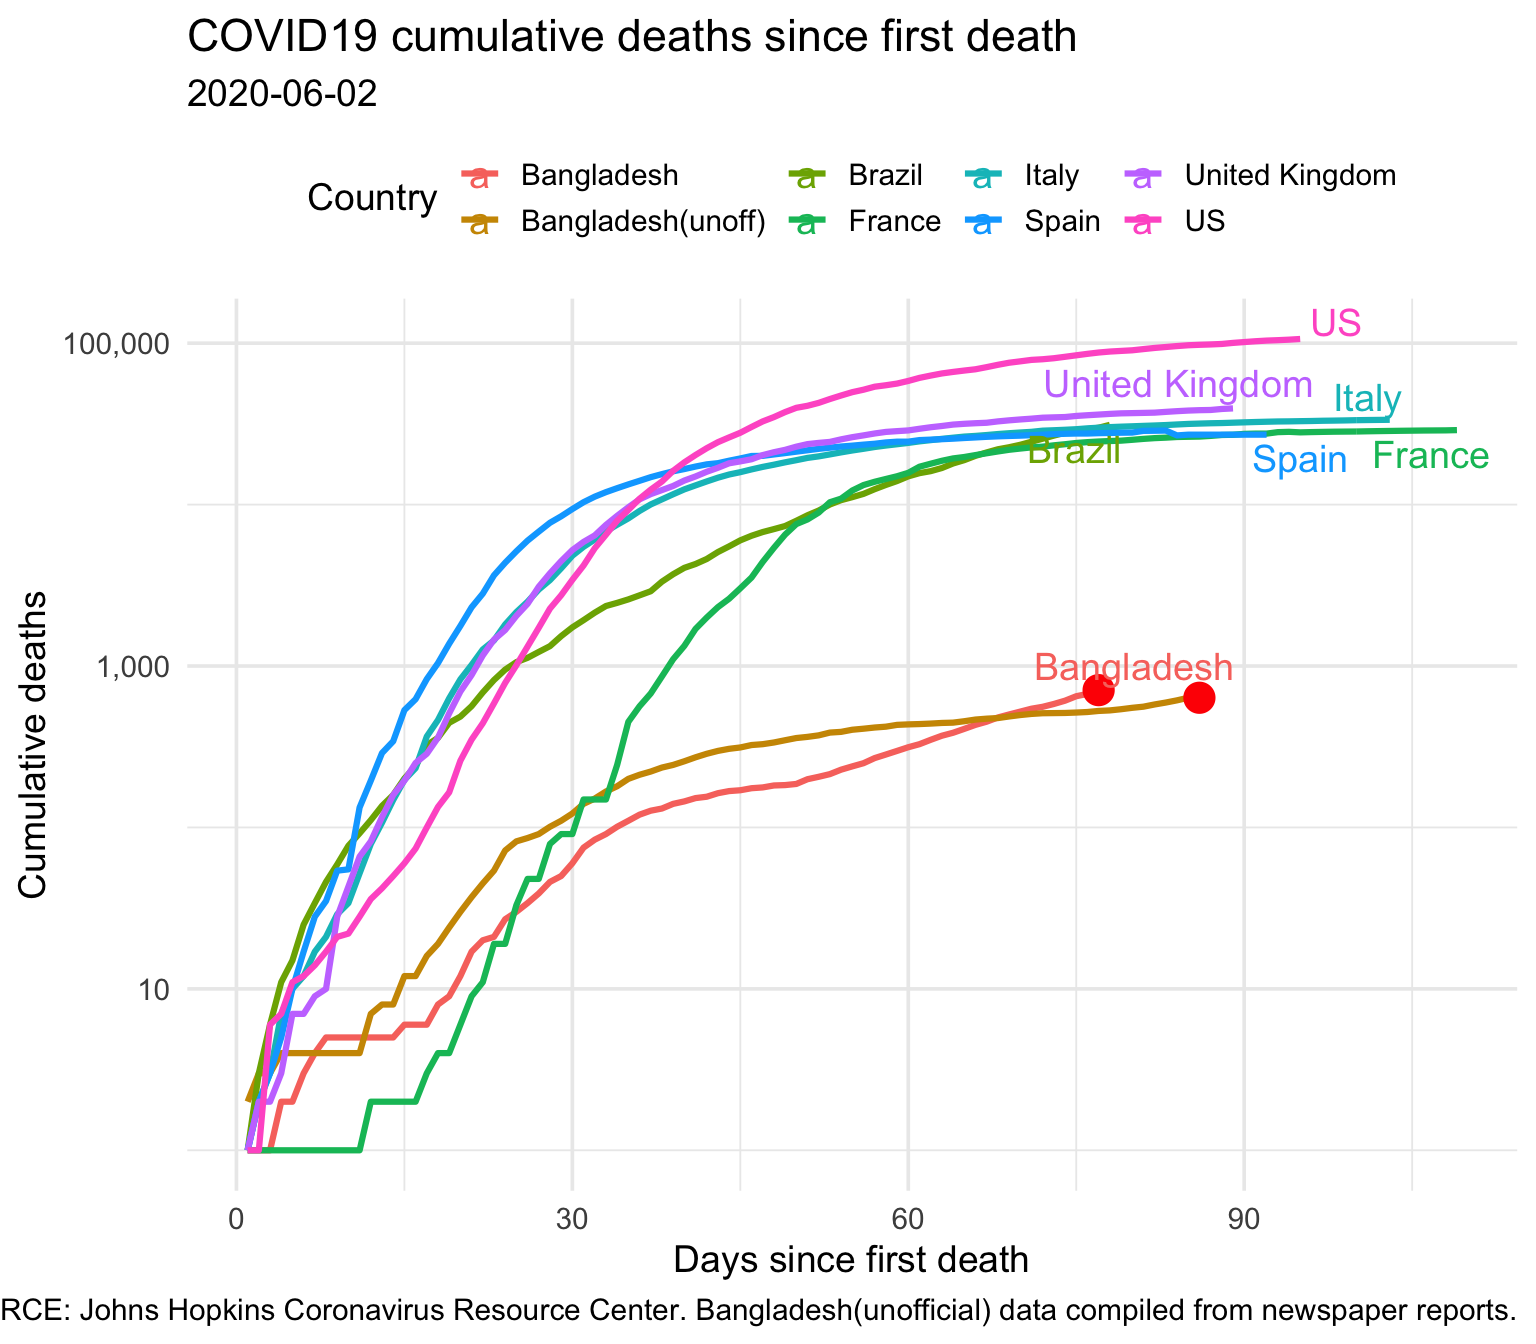 COVID19 cumulative deaths since first death
2020-06-02
Country
a Bangladesh a Brazil a Italy a United Kingdom
a Bangladesh(unoff) a France a Spain a US
100,000
1,000
10
Cumulative deaths
US
United Kingdom
Italy
Brazil
Spain
France
Bangladesh
0 30 60 90
Days since first death
RCE: Johns Hopkins Coronavirus Resource Center. Bangladesh(unofficial) data compiled from newspaper reports.